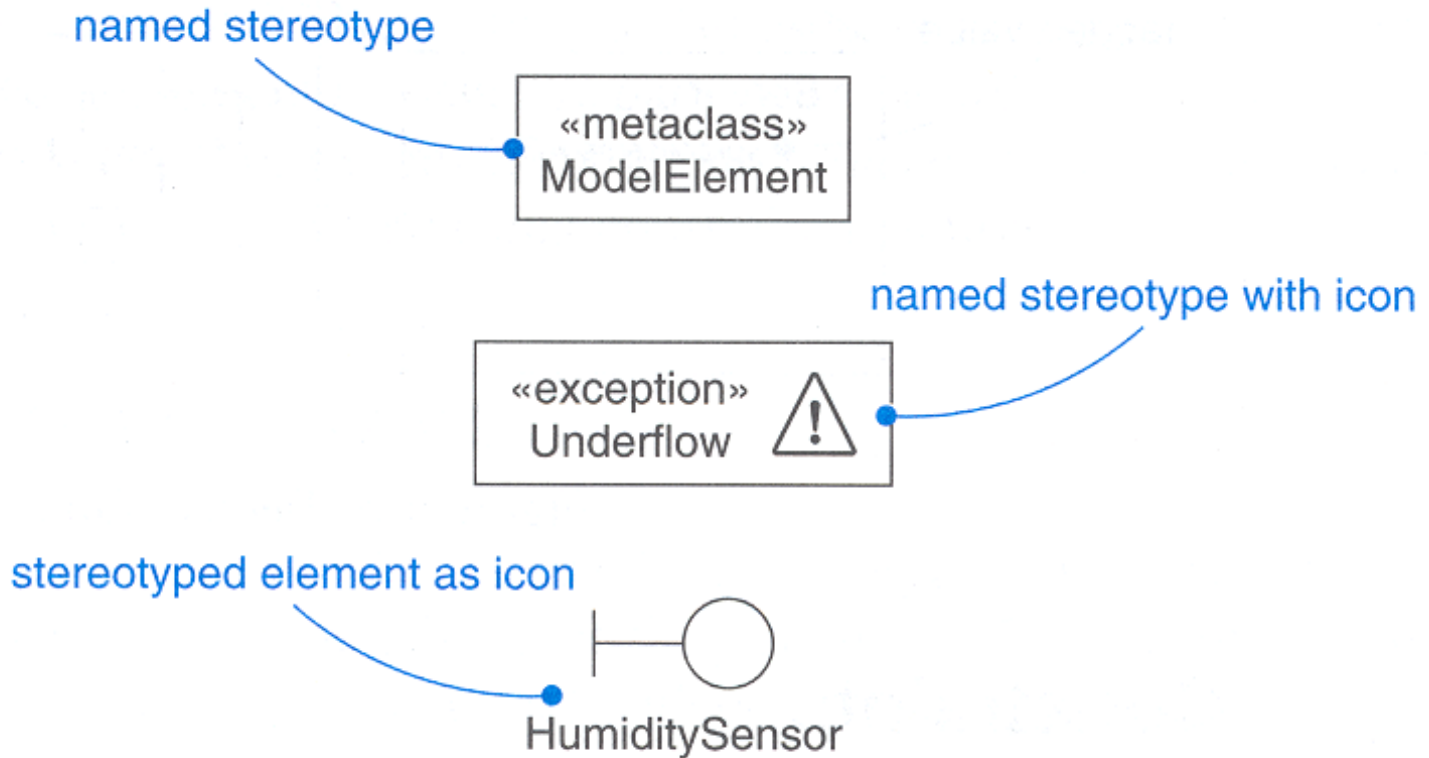 named stereotype
«metaclass»
ModelElement
named stereotype with icon
«exception»
Underflow
!
stereotyped element as icon
HumiditySensor